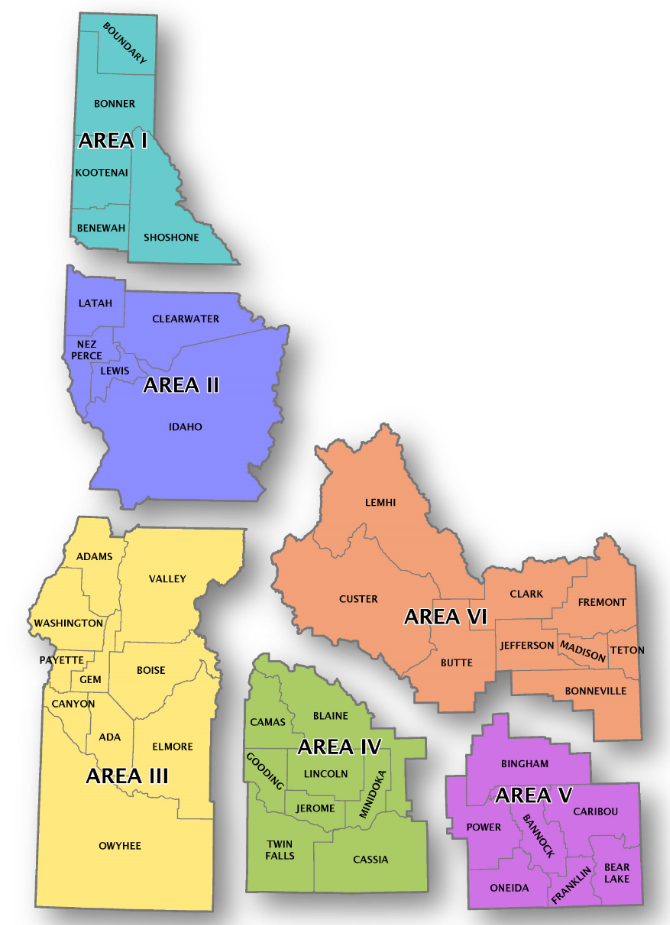 BOUNDARY
BONNER
AREA I
KOOTENAI
BENEWAH
SHOSHONE
LATAH
CLEARWATER
NEZ
PERCE
LEWIS
AREA II
IDAHO
LEMHI
CUSTER
CLARK
FREMONT
AREA VI
JEFFERSON
MADISON
TETON
BUTTE
BONNEVILLE
ADAMS
VALLEY
WASHINGTON
PAYETTE
GEM
BOISE
CANYON
ADA
ELMORE
AREA III
OWYHEE
CAMAS
BLAINE
AREA IV
GOODING
LINCOLN
MINIDOKA
JEROME
TWIN
FALLS
CASSIA
BINGHAM
AREA V
POWER
BANNOCK
CARIBOU
ONEIDA
FRANKLIN
BEAR
LAKE